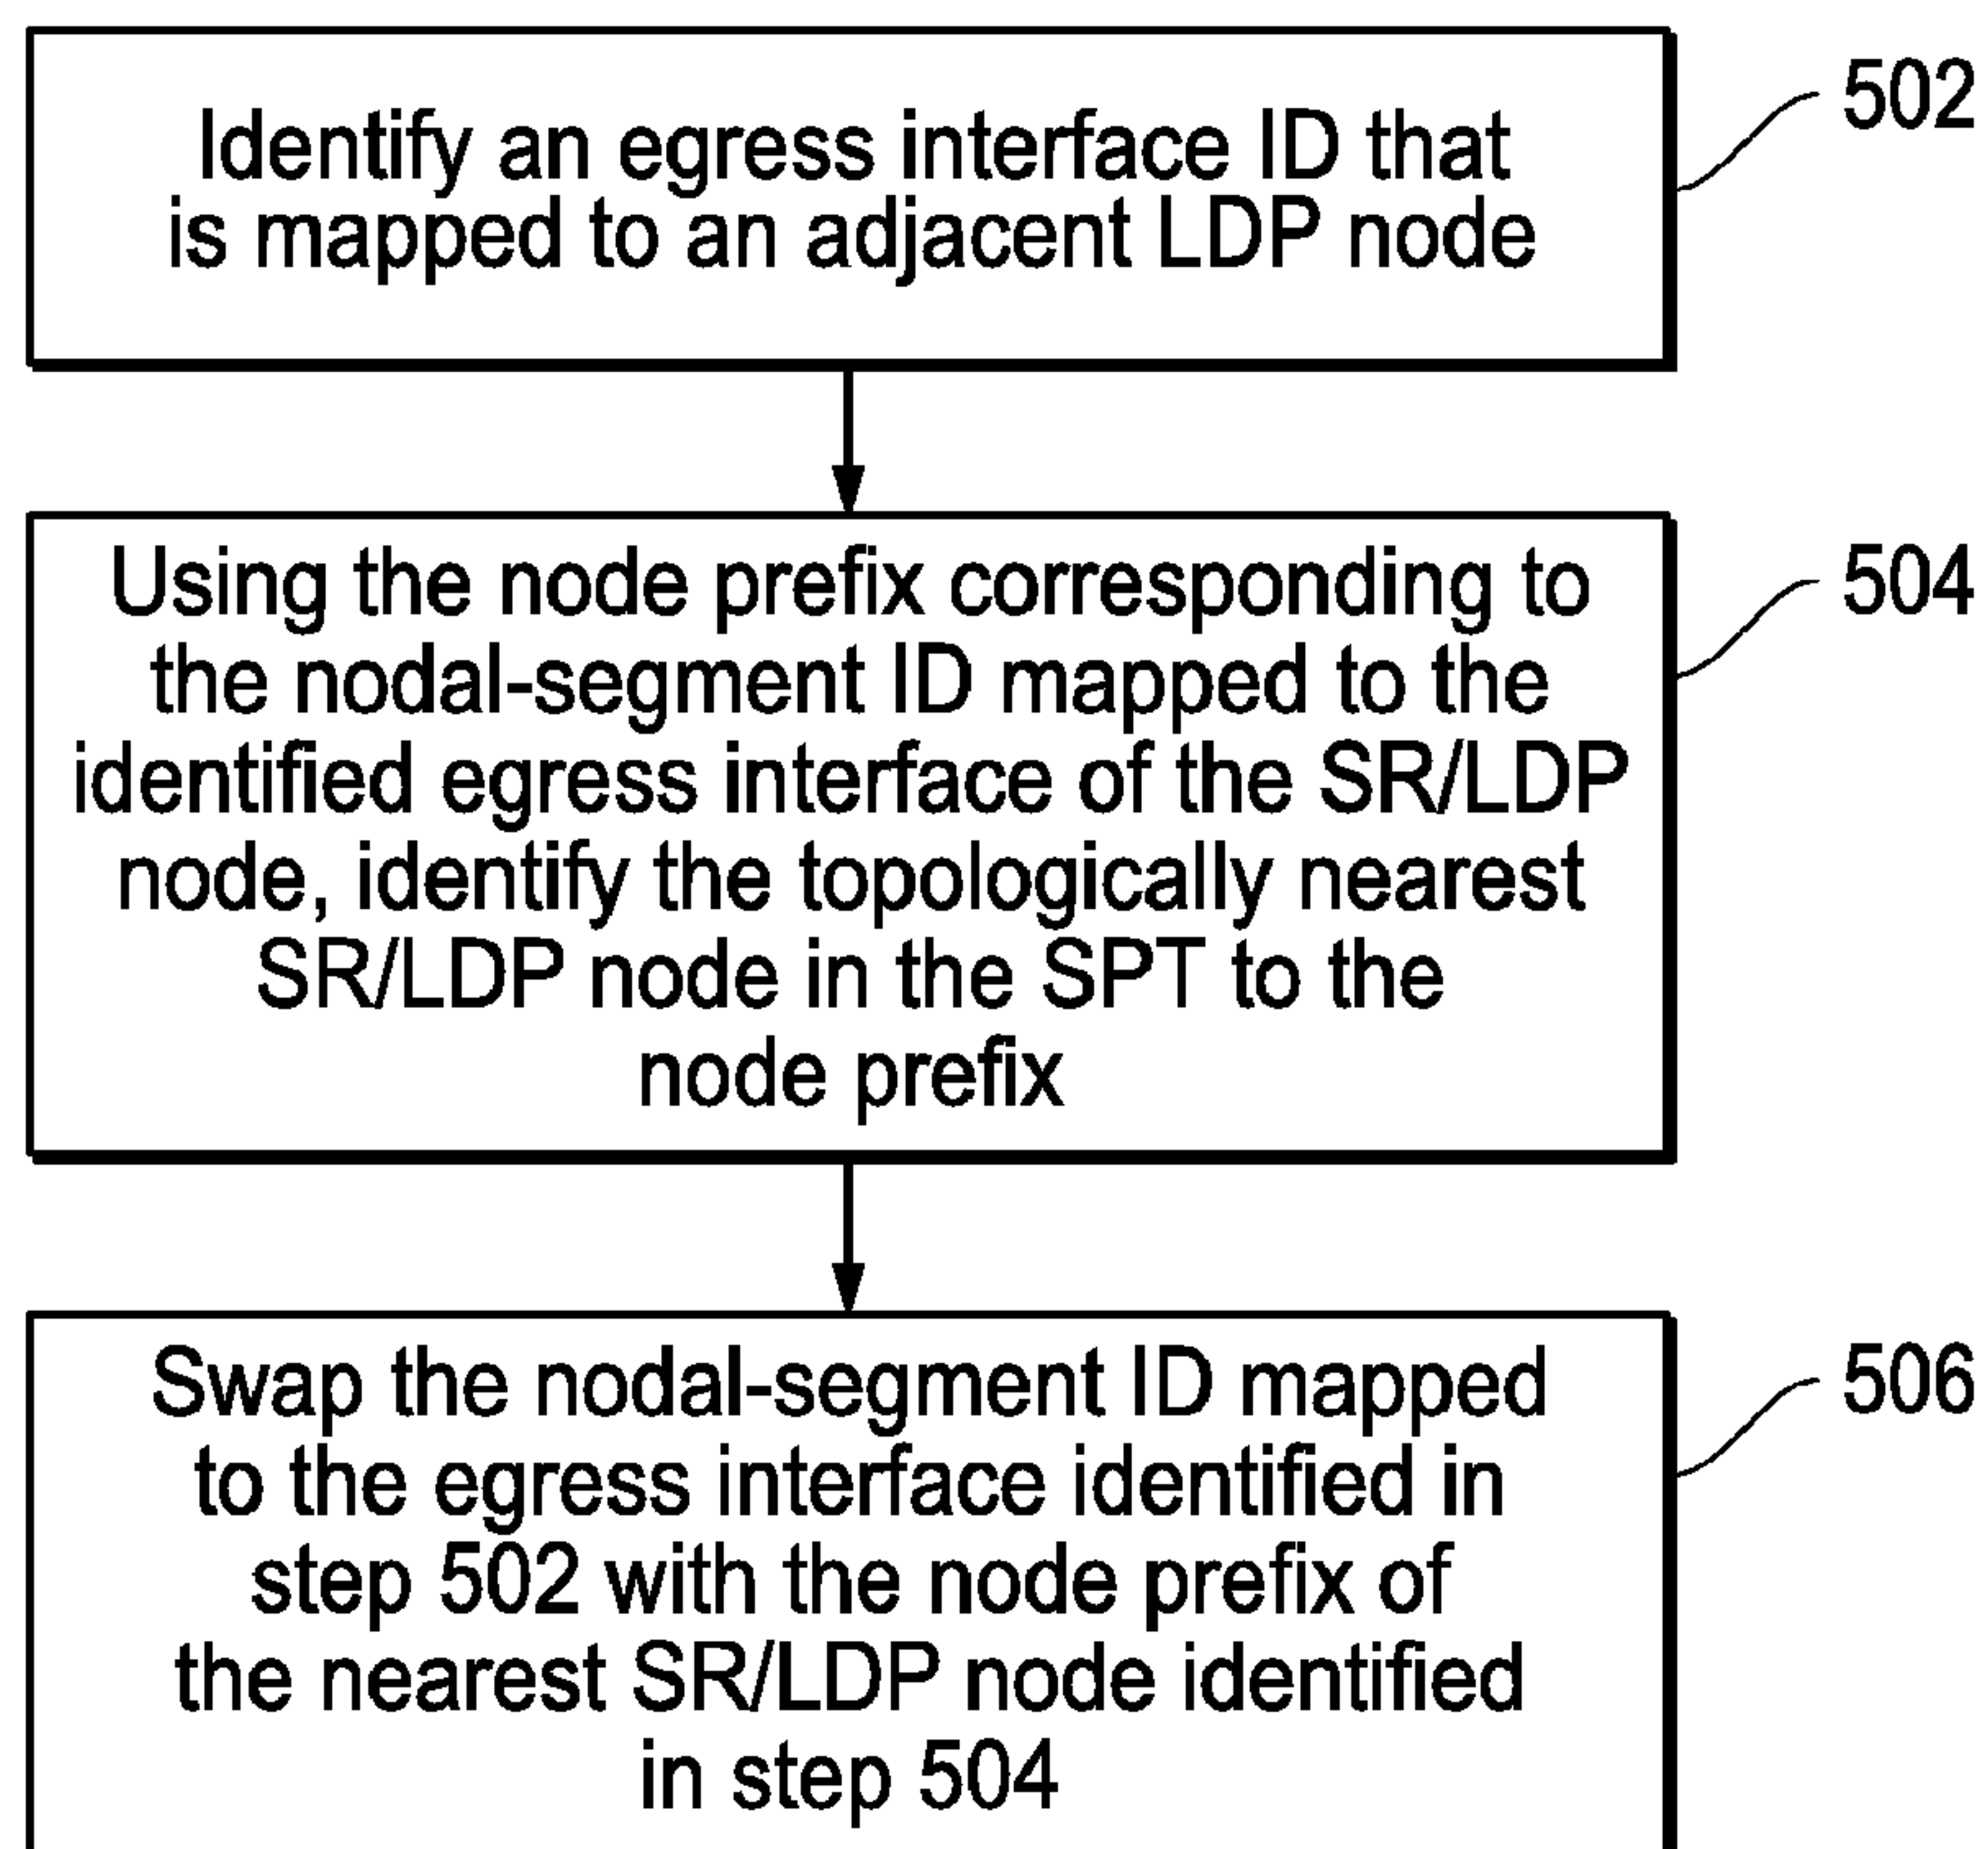 Identify an egress interface ID that
is mapped to an adjacent LDP node
502
Using the node prefix corresponding to
the nodal-segment ID mapped to the
identified egress interface of the SR/LDP
node, identify the topologically nearest
SR/LDP node in the SPT to the
node prefix
504
Swap the nodal-segment ID mapped
to the egress interface identified in
step 502 with the node prefix of
the nearest SR/LDP node identified
in step 504
506